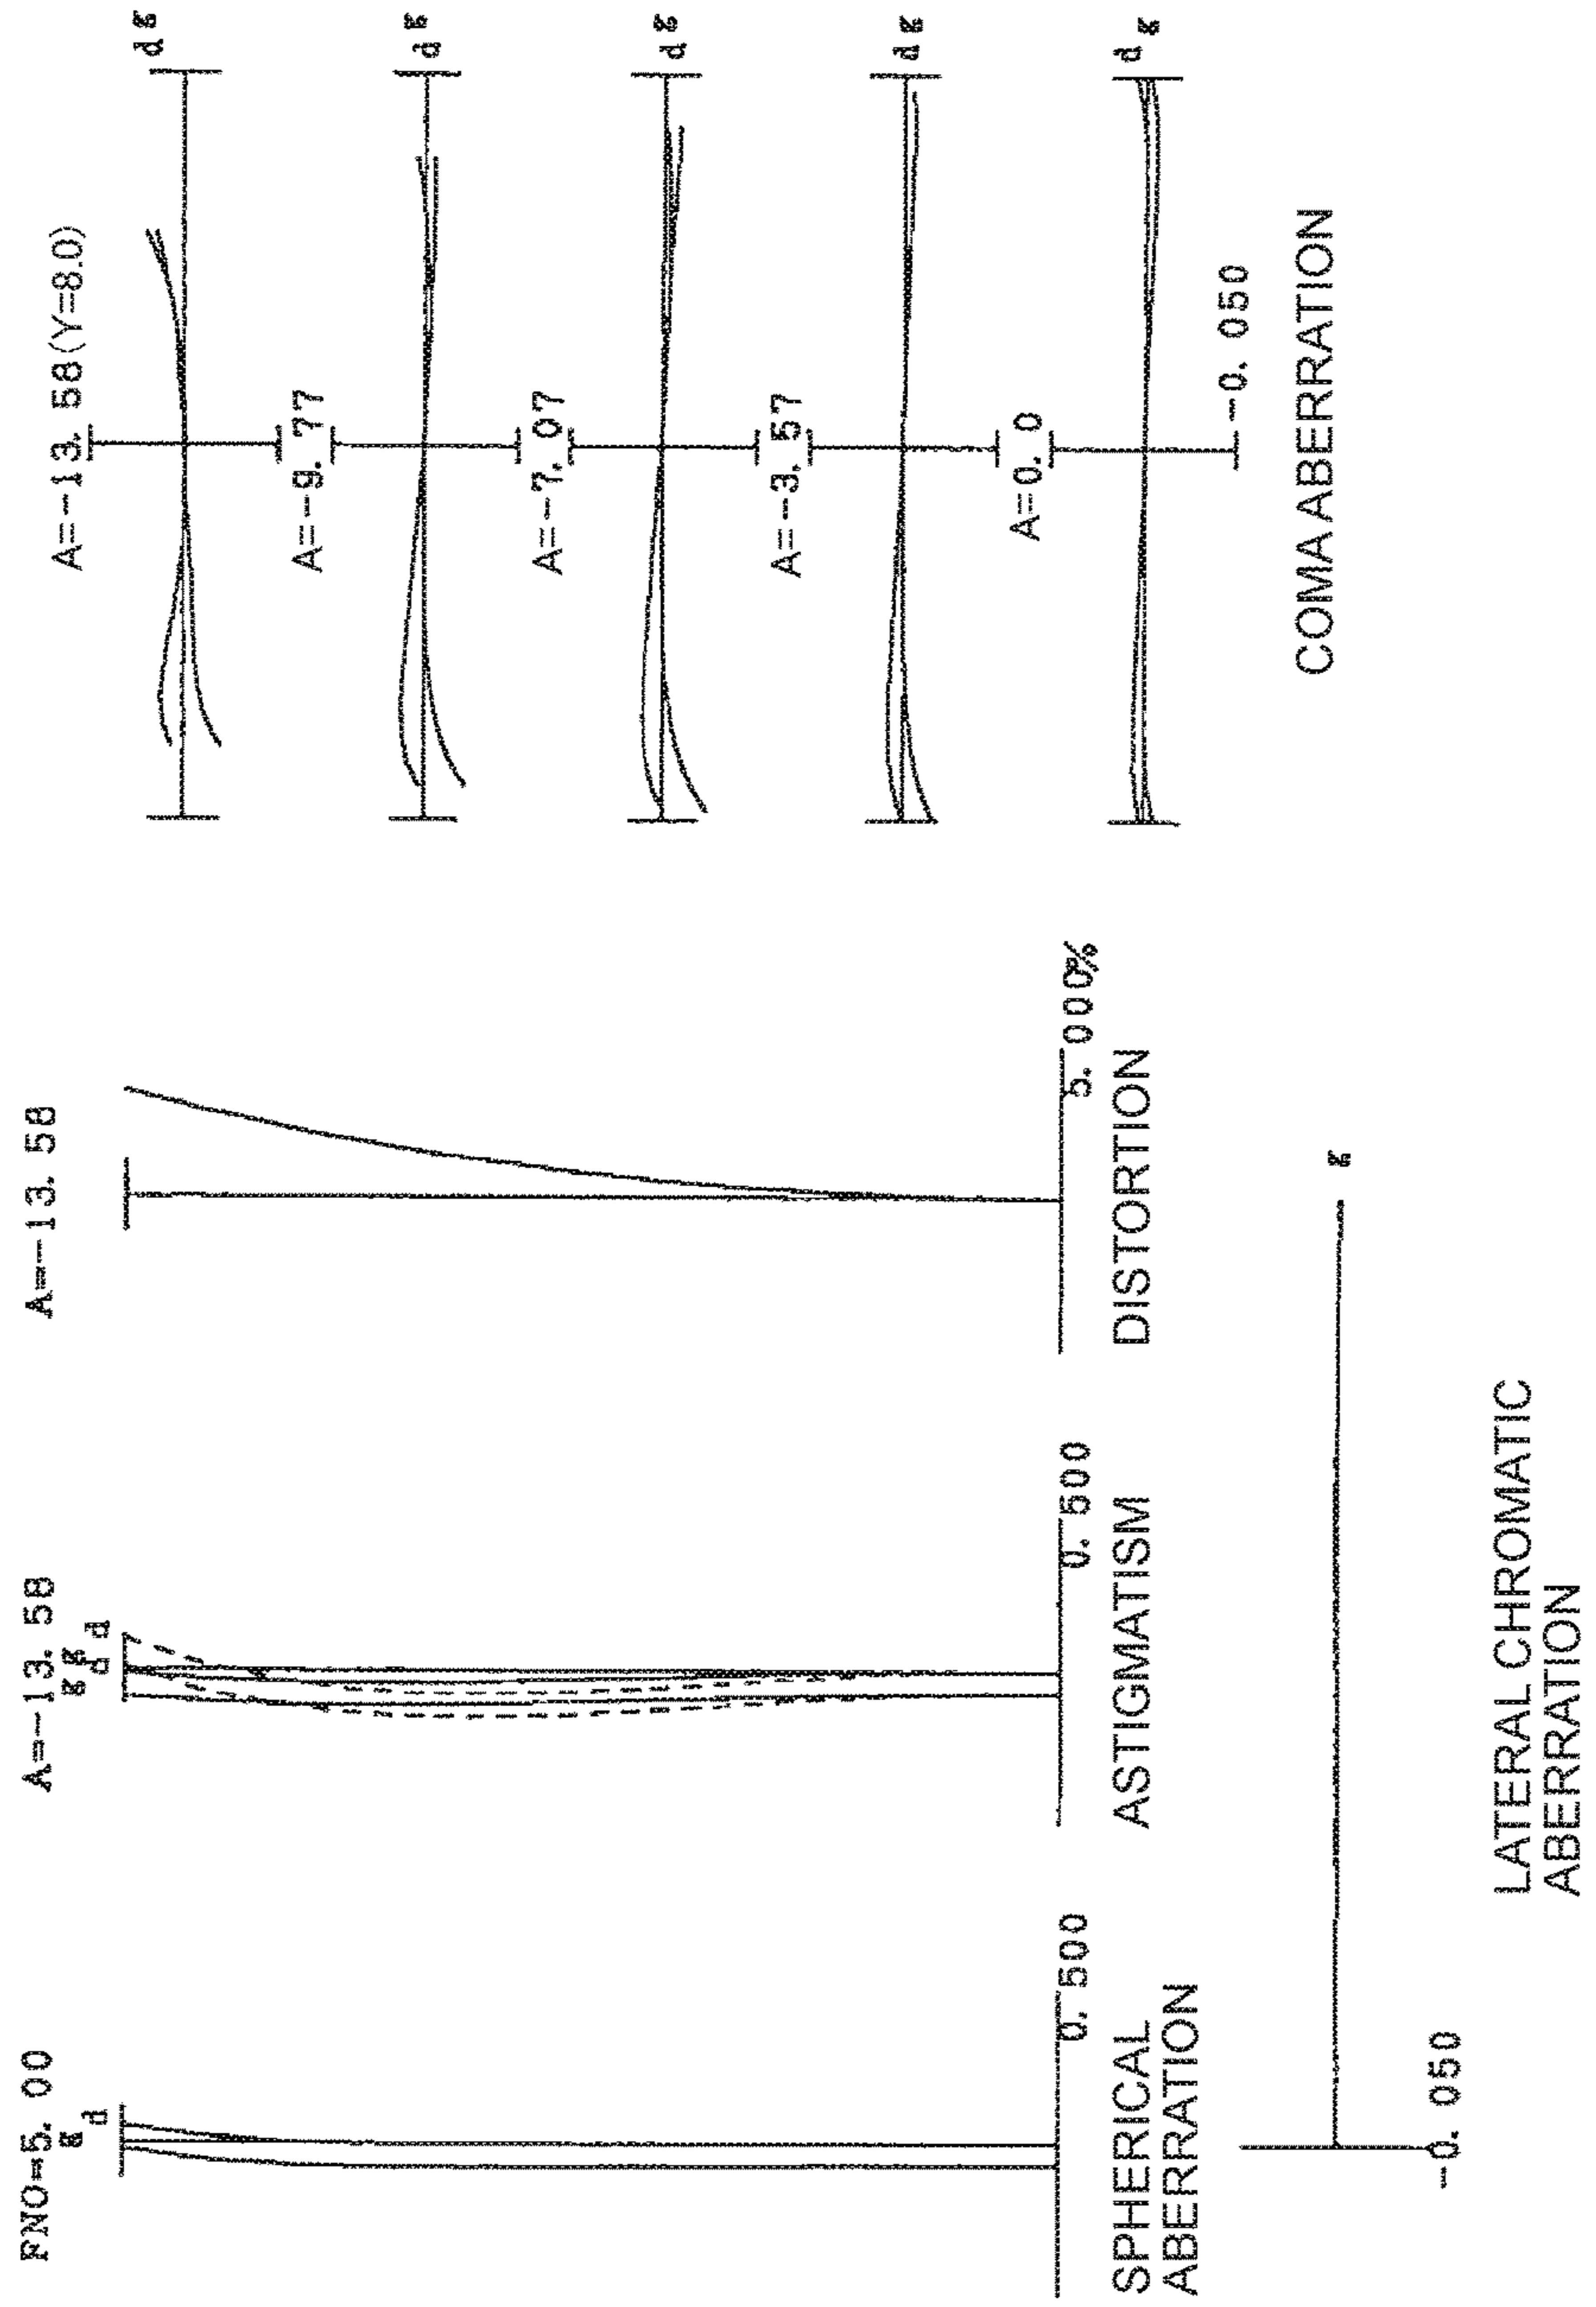 FNO=5. 00
g
d
0. 500
SPHERICAL
ABERRATION
A=-13. 58
g g
d d
0. 500
ASTIGMATISM
A=-13. 58
5. 000%
DISTORTION
A=-13. 58(Y=8.0)
d g
A=-9. 77
d g
A=-7. 07
d g
A=-3. 57
d g
A=0. 0
d g
-0. 050
COMA ABERRATION
g
-0. 050
LATERAL CHROMATIC
ABERRATION